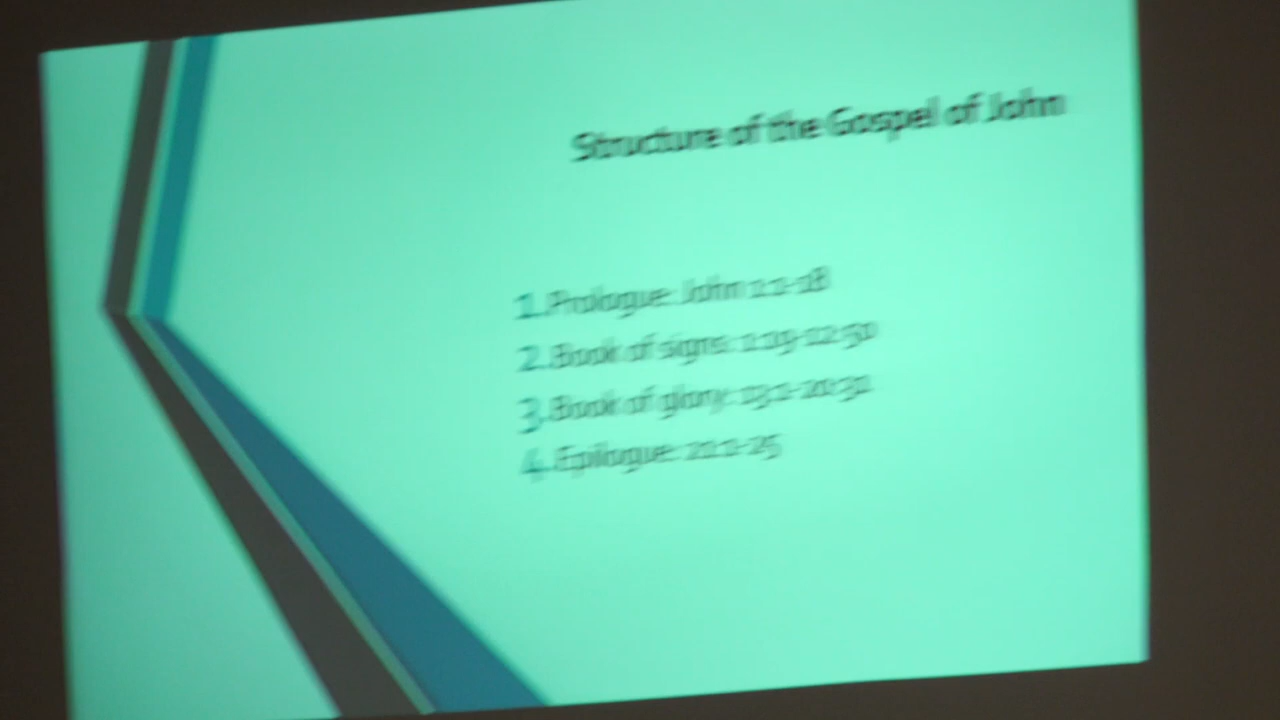 Structure of the Gospel of John
1. Prologue: John 1:1-18
2. Book of signs: 1:19-12:50
3. Book of glory: 13:1-20:31
4. Epilogue: 21:1-25